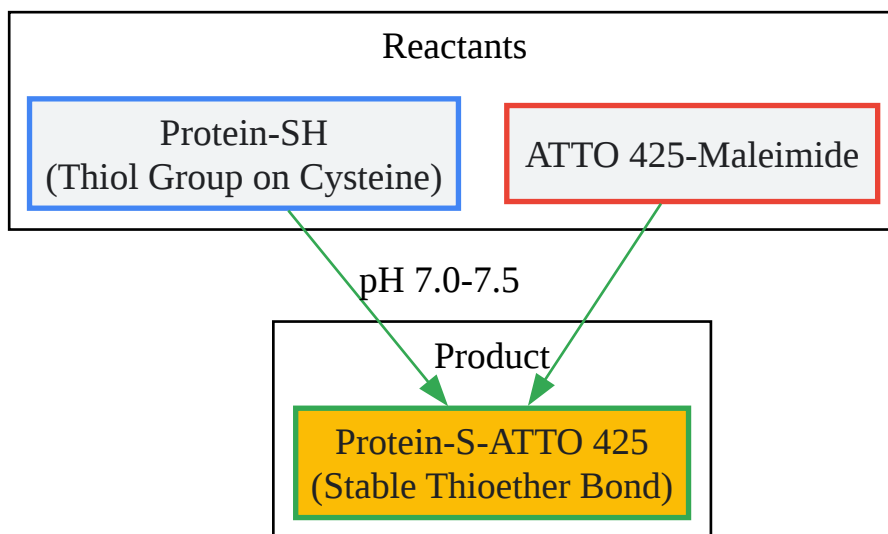 Reactants
Protein-SH
(Thiol Group on Cysteine)
ATTO 425-Maleimide
pH 7.0-7.5
Product
Protein-S-ATTO 425
(Stable Thioether Bond)